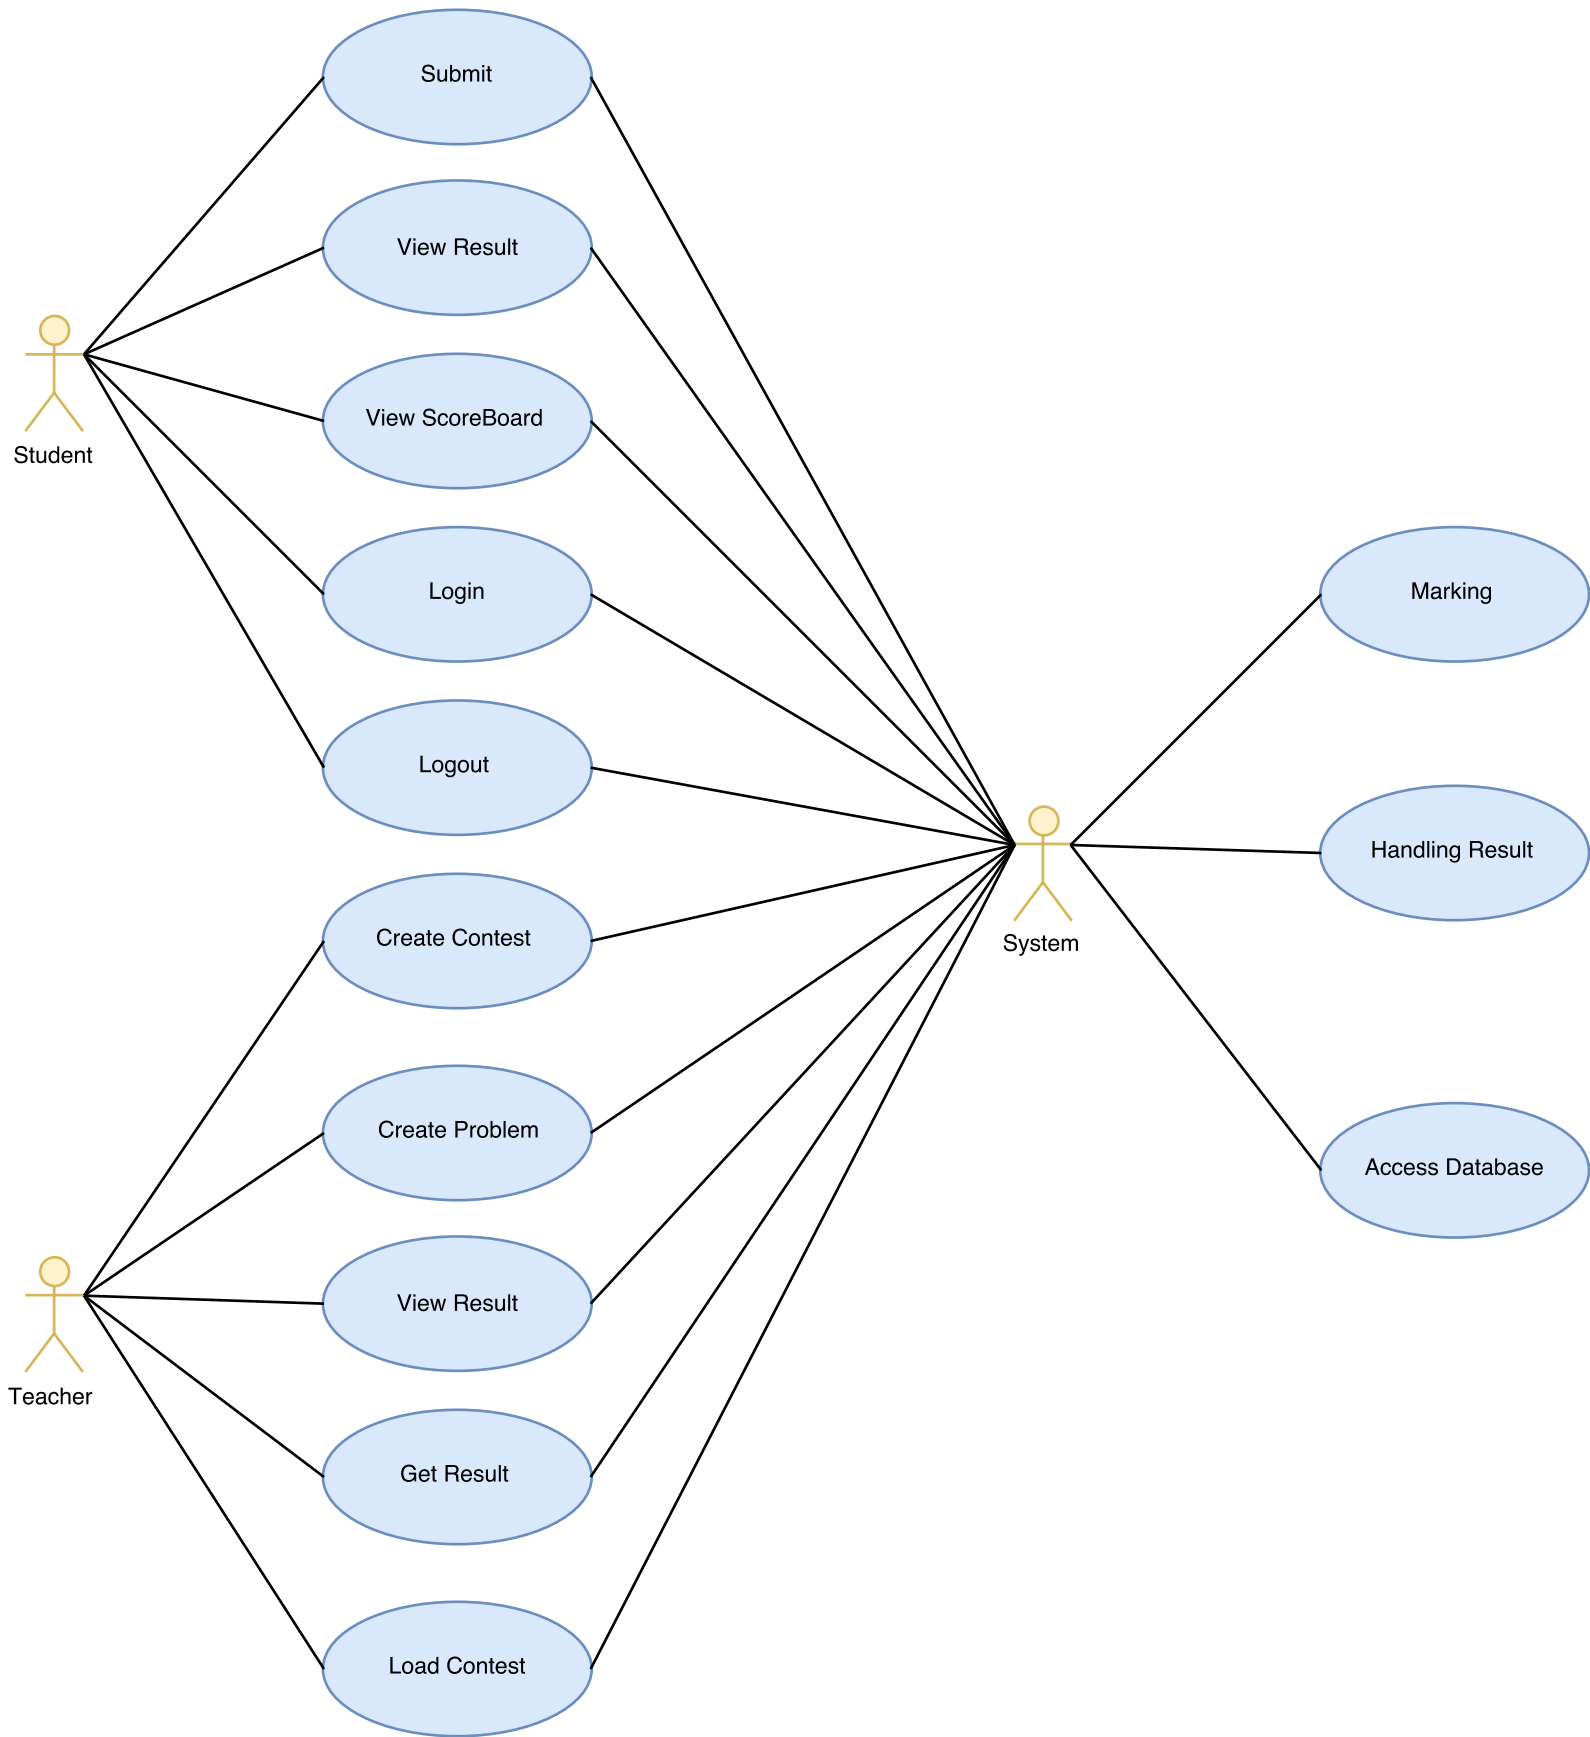 Submit
View Result
View ScoreBoard
Student
Login
Marking
Logout
Handling Result
Create Contest
System
Create Problem
Access Database
View Result
Teacher
Get Result
Load Contest